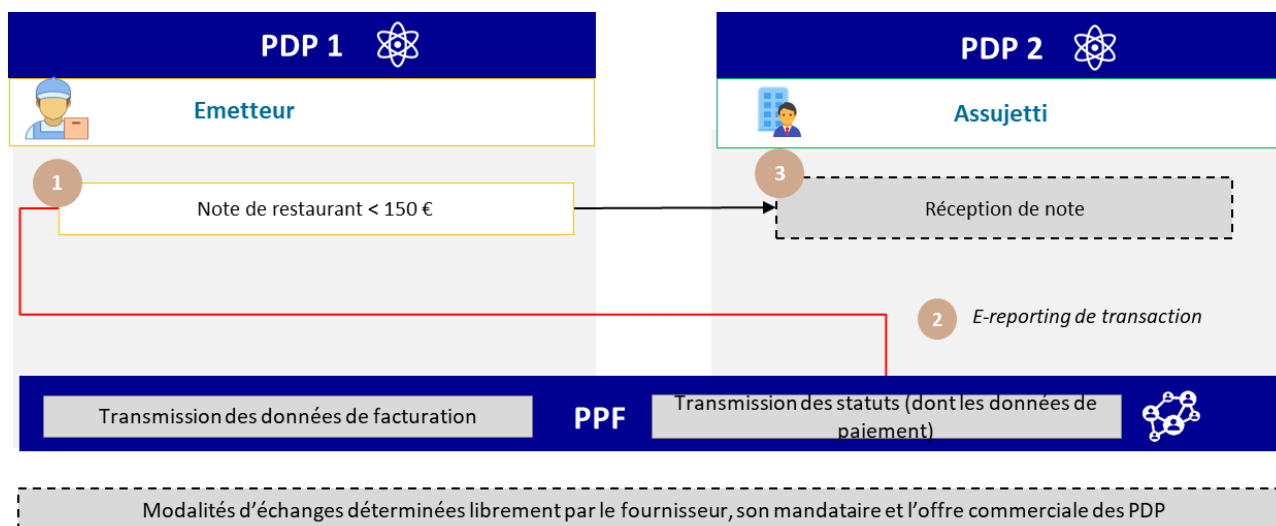 PDP 1
PDP 2
Emetteur
Assujetti
1
3
Note de restaurant < 150 €
Réception de note
2
E-reporting de transaction
Transmission des données de facturation
PPF
Transmission des statuts (dont les données de
paiement)
Modalités d’échanges déterminées librement par le fournisseur, son mandataire et l’offre commerciale des PDP